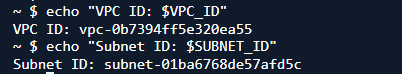 ~ $ echo "VPC ID: $VPC_ID"
VPC ID: vpc-0b7394ff5e320ea55
~ $ echo "Subnet ID: $SUBNET_ID"
Subnet ID: subnet-01ba6768de57afd5c